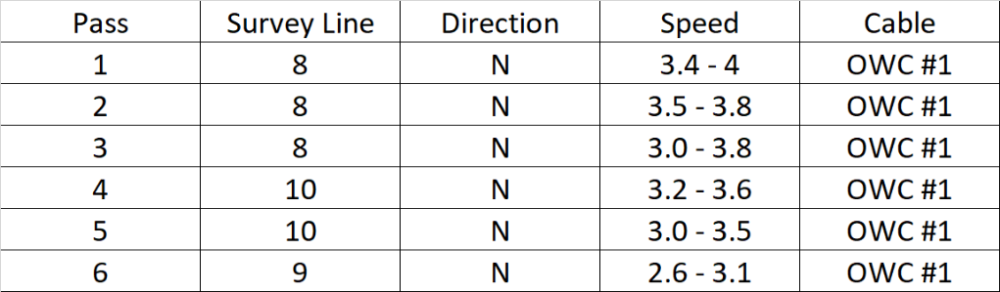 Pass Survey Line Direction Speed Cable
1 8 N 3.4 - 4 OWC #1
2 8 N 3.5 - 3.8 OWC #1
3 8 N 3.0 - 3.8 OWC #1
4 10 N 3.2 - 3.6 OWC #1
5 10 N 3.0 - 3.5 OWC #1
6 9 N 2.6 - 3.1 OWC #1